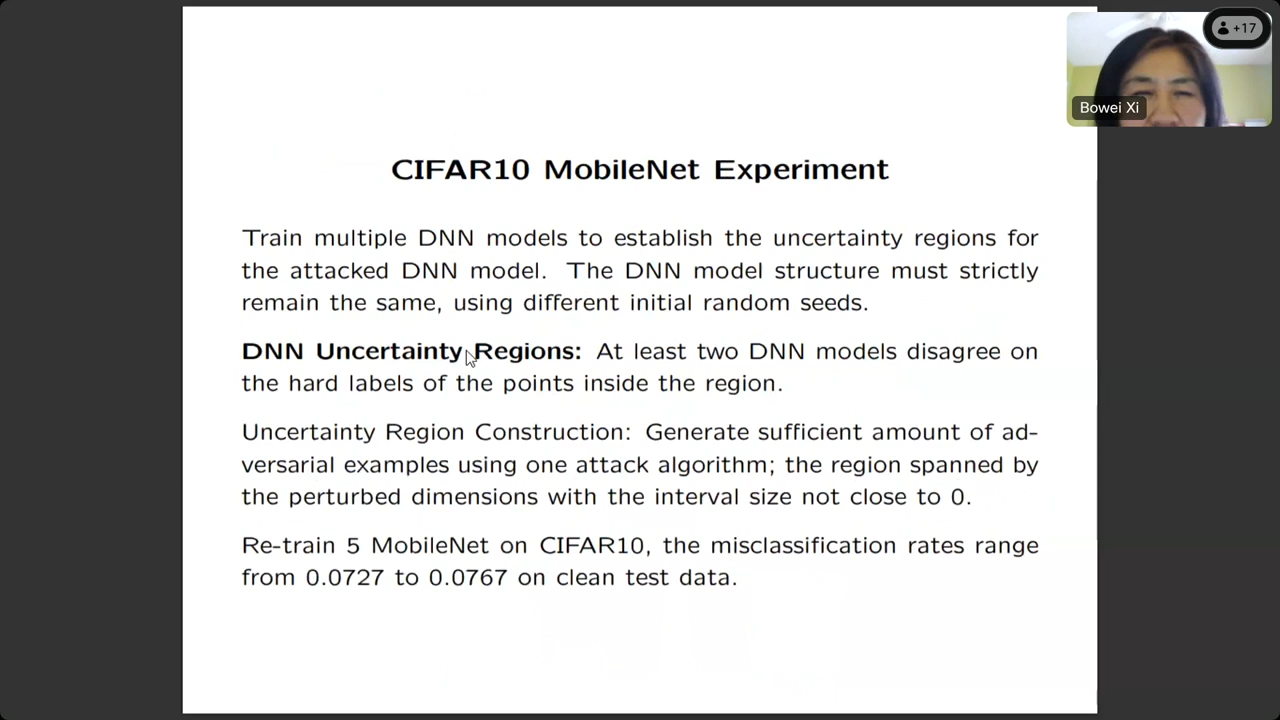 +17
Bowei Xi
CIFAR10 MobileNet Experiment
Train multiple DNN models to establish the uncertainty regions for
the attacked DNN model. The DNN model structure must strictly
remain the same, using different initial random seeds.
DNN Uncertainty Regions: At least two DNN models disagree on
the hard labels of the points inside the region.
Uncertainty Region Construction: Generate sufficient amount of ad-
versarial examples using one attack algorithm; the region spanned by
the perturbed dimensions with the interval size not close to 0.
Re-train 5 MobileNet on CIFAR10, the misclassification rates range
from 0.0727 to 0.0767 on clean test data.